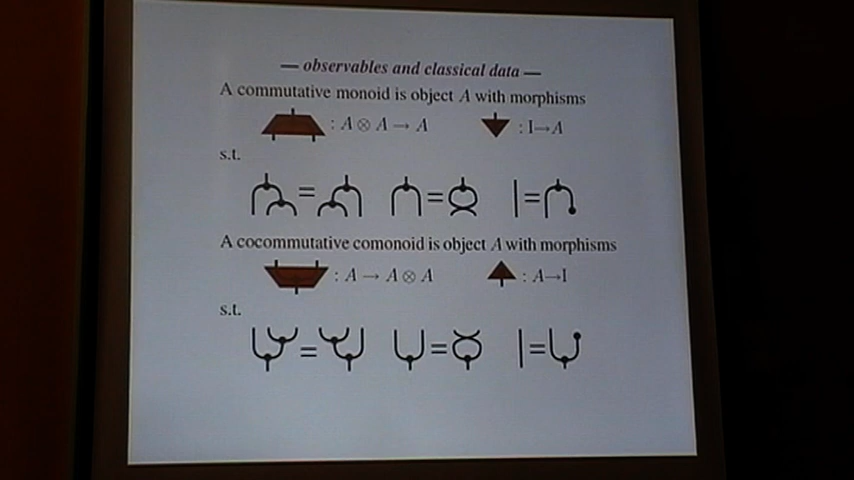 — observables and classical data —
A commutative monoid is object A with morphisms
: A ⊗ A → A : I→A
s.t.
= = |=
A cocommutative comonoid is object A with morphisms
: A → A ⊗ A : A→I
s.t.
= = |=